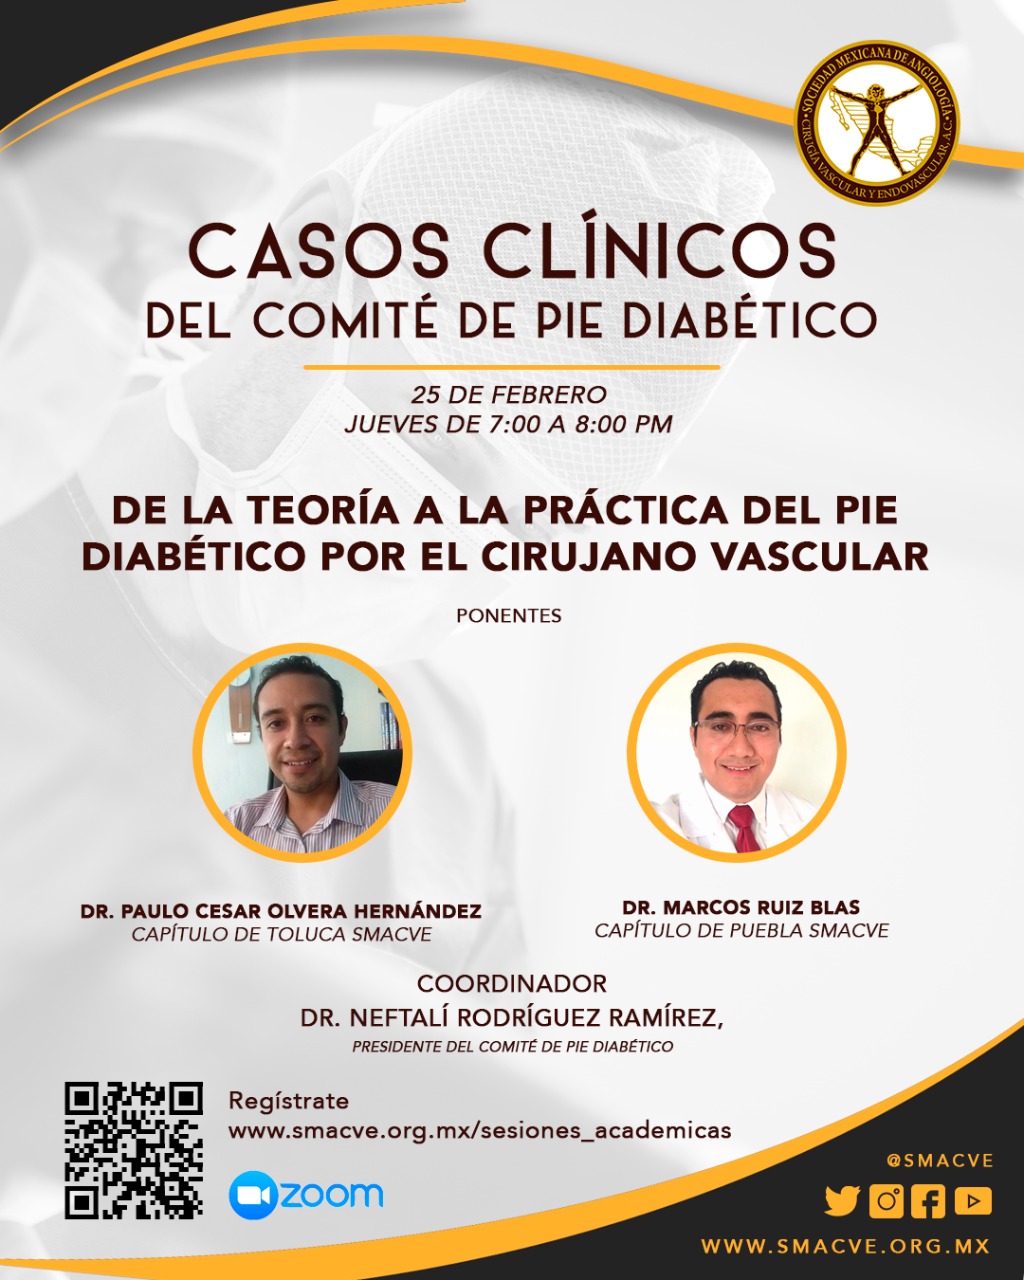 SOCIEDAD MEXICANA DE ANGIOLOGÍA
CIRUGÍA VASCULAR Y ENDOVASCULAR, A.C.
CASOS CLÍNICOS
DEL COMITÉ DE PIE DIABÉTICO
25 DE FEBRERO
JUEVES DE 7:00 A 8:00 PM
DE LA TEORÍA A LA PRÁCTICA DEL PIE
DIABÉTICO POR EL CIRUJANO VASCULAR
PONENTES
DR. PAULO CESAR OLVERA HERNÁNDEZ
CAPÍTULO DE TOLUCA SMACVE
DR. MARCOS RUIZ BLAS
CAPÍTULO DE PUEBLA SMACVE
COORDINADOR
DR. NEFTALÍ RODRÍGUEZ RAMÍREZ,
PRESIDENTE DEL COMITÉ DE PIE DIABÉTICO
Regístrate
www.smacve.org.mx/sesiones_academicas
zoom
@SMACVE
WWW.SMACVE.ORG.MX